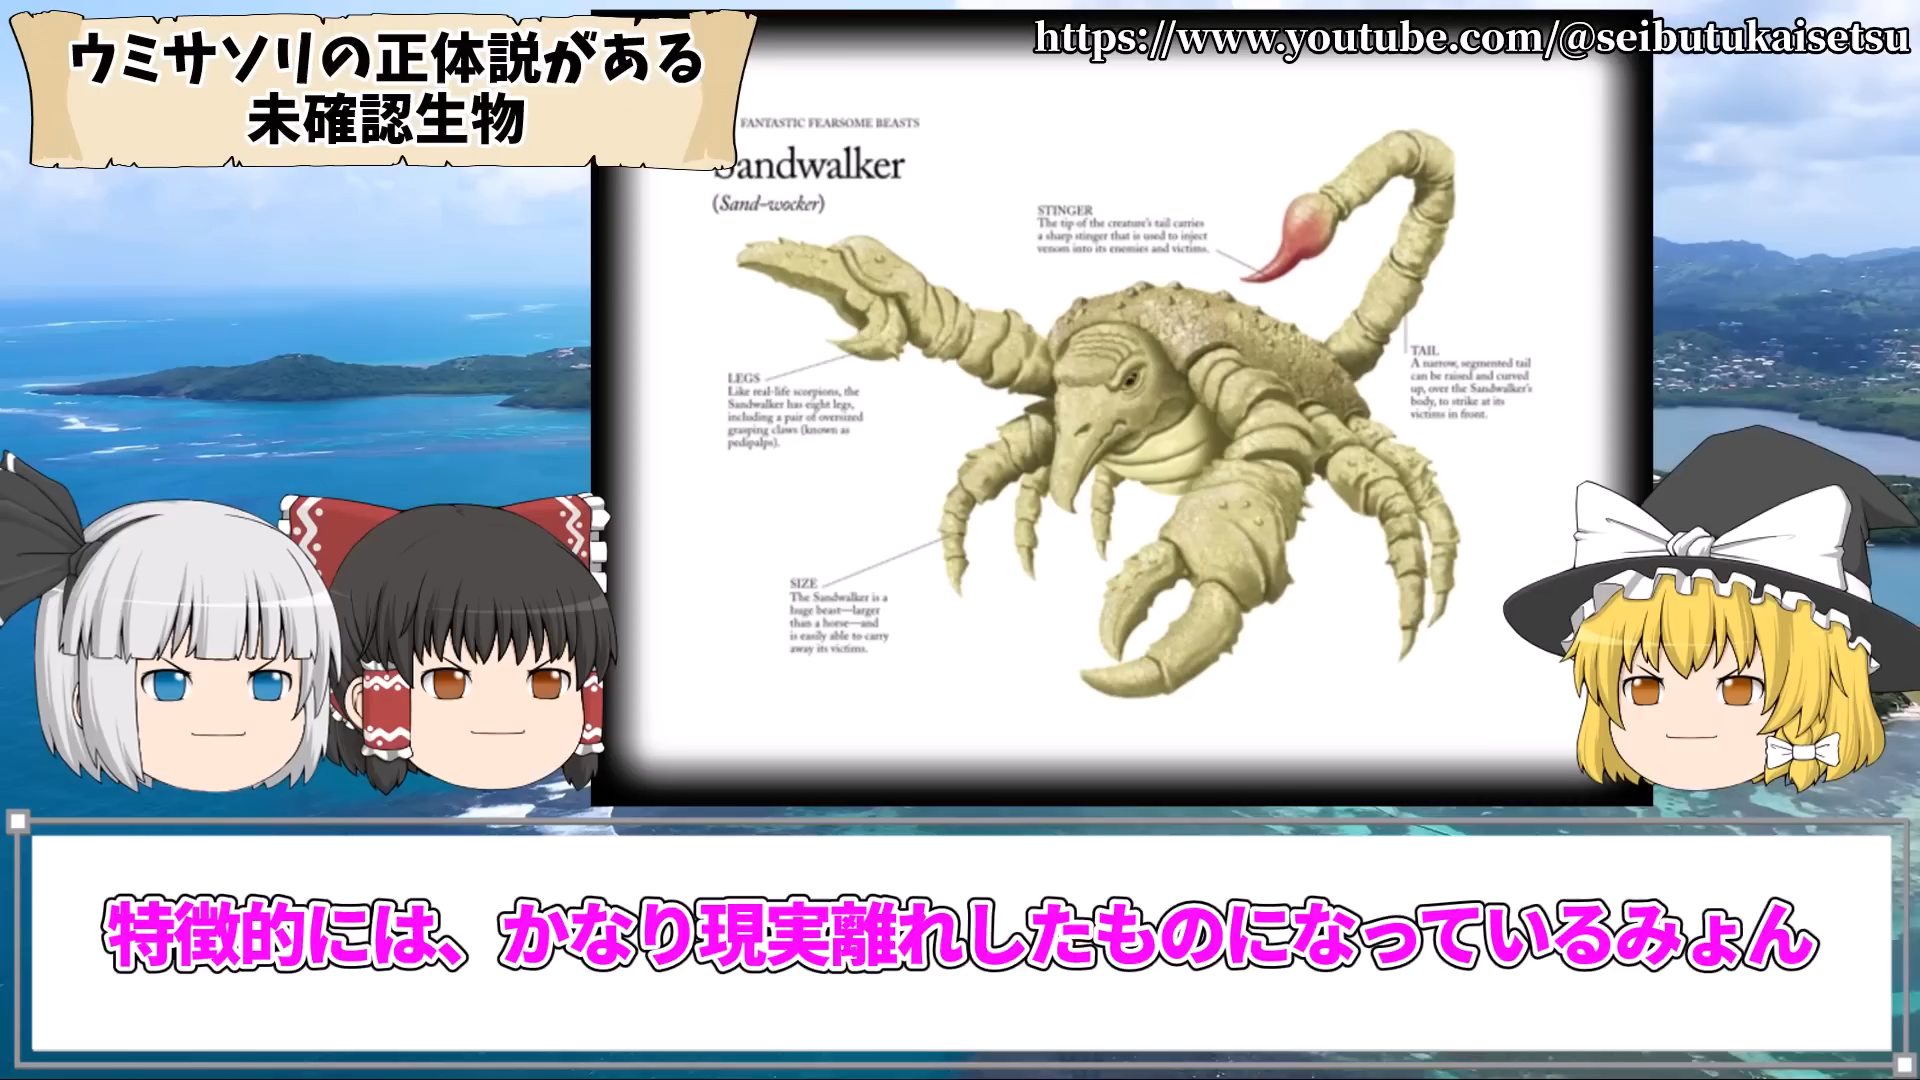 ウミサソリの正体説がある
未確認生物
https://www.youtube.com/@seibutukaisetsu
FANTASTIC FEARSOME BEASTS
Sandwalker
(Sand-wocker)
STINGER
The tip of the creature's tail carries
a sharp stinger that is used to inject
venom into its enemies and victims.
LEGS
Like real-life scorpions, the
Sandwalker has eight legs,
including a pair of oversized
grasping claws (known as
pedipalps).
TAIL
A narrow, segmented tail
can be raised and curved
up, over the Sandwalker's
body, to strike at its
victims in front.
SIZE
The Sandwalker is a
huge beast—larger
than a horse—and
is easily able to carry
away its victims.
特徴的には、かなり現実離れしたものになっているみょん